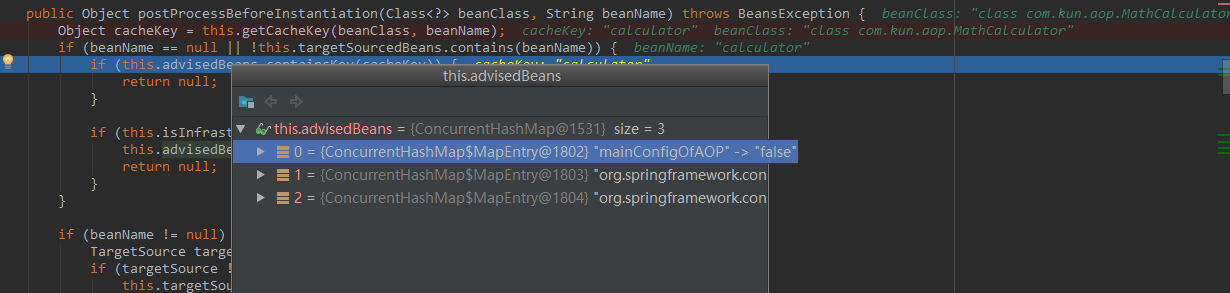 public Object postProcessBeforeInstantiation(Class<?> beanClass, String beanName) throws BeansException {  beanClass: "class com.kun.aop.MathCalculator
Object cacheKey = this.getCacheKey(beanClass, beanName);  cacheKey: "calculator"  beanClass: "class com.kun.aop.MathCalculator"
if (beanName == null || !this.targetSourcedBeans.contains(beanName)) {  beanName: "calculator"
if (this.advisedBeans.containsKey(cacheKey)) {  cacheKey: "calculator"
return null;
}
if (this.isInfrast
this.advisedBe
return null;
}
}
if (beanName != null)
TargetSource targe
if (targetSource !
this.targetSou
this.advisedBeans
this.advisedBeans = {ConcurrentHashMap@1531}  size = 3
0 = {ConcurrentHashMap$MapEntry@1802} "mainConfigOfAOP" -> "false"
1 = {ConcurrentHashMap$MapEntry@1803} "org.springframework.con
2 = {ConcurrentHashMap$MapEntry@1804} "org.springframework.con